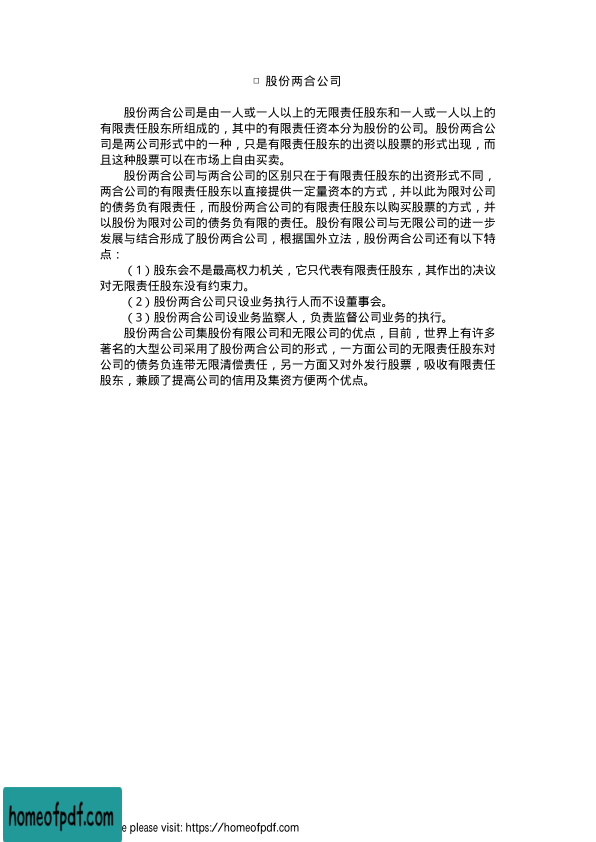 □ 股份两合公司
股份两合公司是由一人或一人以上的无限责任股东和一人或一人以上的
有限责任股东所组成的，其中的有限责任资本分为股份的公司。股份两合公
司是两公司形式中的一种，只是有限责任股东的出资以股票的形式出现，而
且这种股票可以在市场上自由买卖。
股份两合公司与两合公司的区别只在于有限责任股东的出资形式不同，
两合公司的有限责任股东以直接提供一定量资本的方式，并以此为限对公司
的债务负有限责任，而股份两合公司的有限责任股东以购买股票的方式，并
以股份为限对公司的债务负有限的责任。股份有限公司与无限公司的进一步
发展与结合形成了股份两合公司，根据国外立法，股份两合公司还有以下特
点：
（1）股东会不是最高权力机关，它只代表有限责任股东，其作出的决议
对无限责任股东没有约束力。
（2）股份两合公司只设业务执行人而不设董事会。
（3）股份两合公司设业务监察人，负责监督公司业务的执行。
股份两合公司集股份有限公司和无限公司的优点，目前，世界上有许多
著名的大型公司采用了股份两合公司的形式，一方面公司的无限责任股东对
公司的债务负连带无限清偿责任，另一方面又对外发行股票，吸收有限责任
股东，兼顾了提高公司的信用及集资方便两个优点。
homeofpdf.com
please visit: https://homeofpdf.com